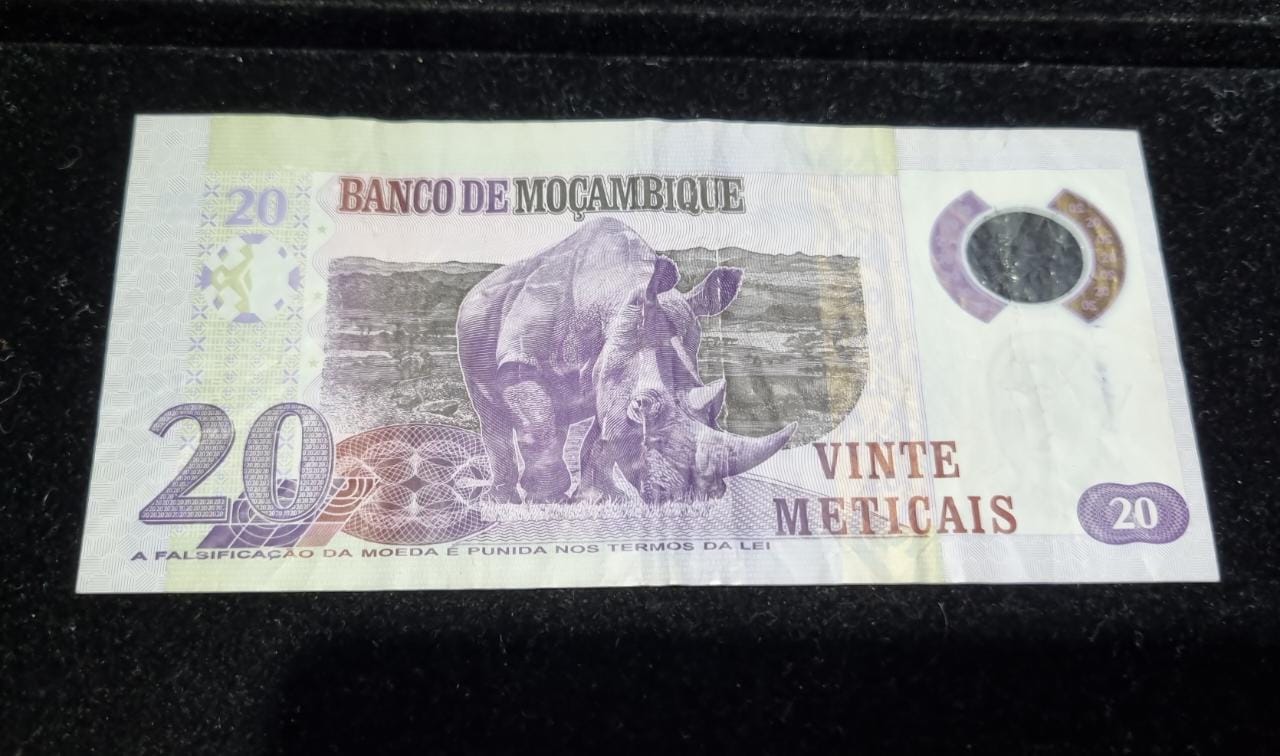 20
BANCO DE MOÇAMBIQUE
20
VINTE
METICAIS
20
A FALSIFICAÇÃO DA MOEDA É PUNIDA NOS TERMOS DA LEI